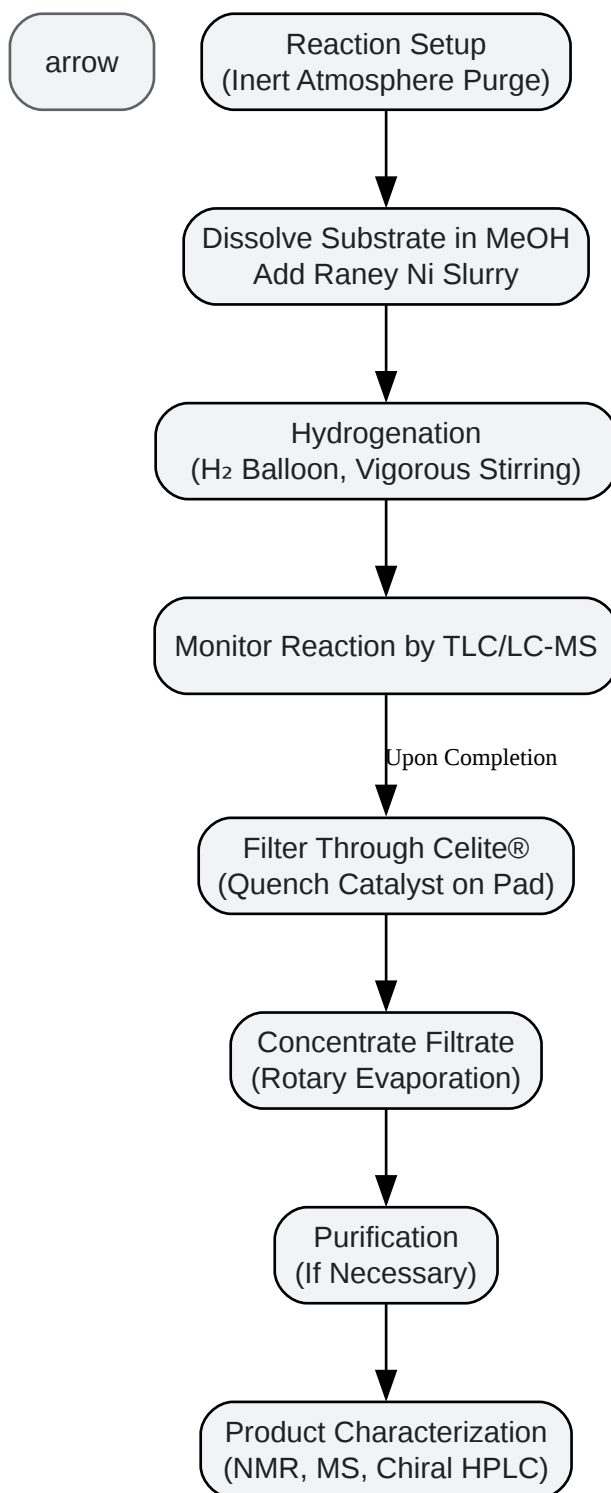 arrow
Reaction Setup
(Inert Atmosphere Purge)
Dissolve Substrate in MeOH
Add Raney Ni Slurry
Hydrogenation
(H₂ Balloon, Vigorous Stirring)
Monitor Reaction by TLC/LC-MS
Upon Completion
Filter Through Celite®
(Quench Catalyst on Pad)
Concentrate Filtrate
(Rotary Evaporation)
Purification
(If Necessary)
Product Characterization
(NMR, MS, Chiral HPLC)